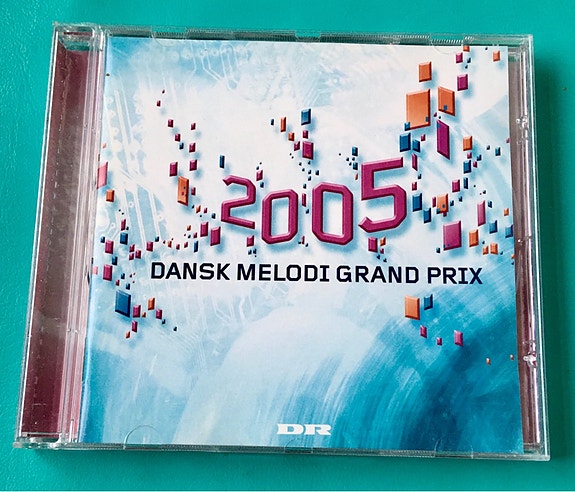 2005
DANSK MELODI GRAND PRIX
DR